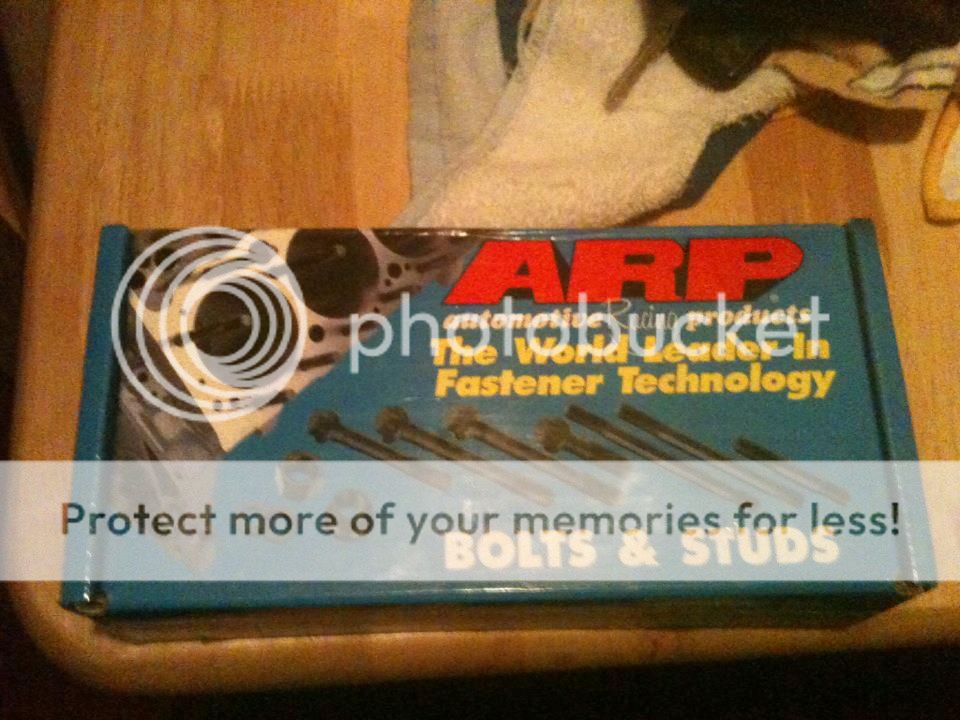 ARP
automotive Racing products
The World Leader In
Fastener Technology
photobucket
Protect more of your memories for less!
BOLTS & STUDS